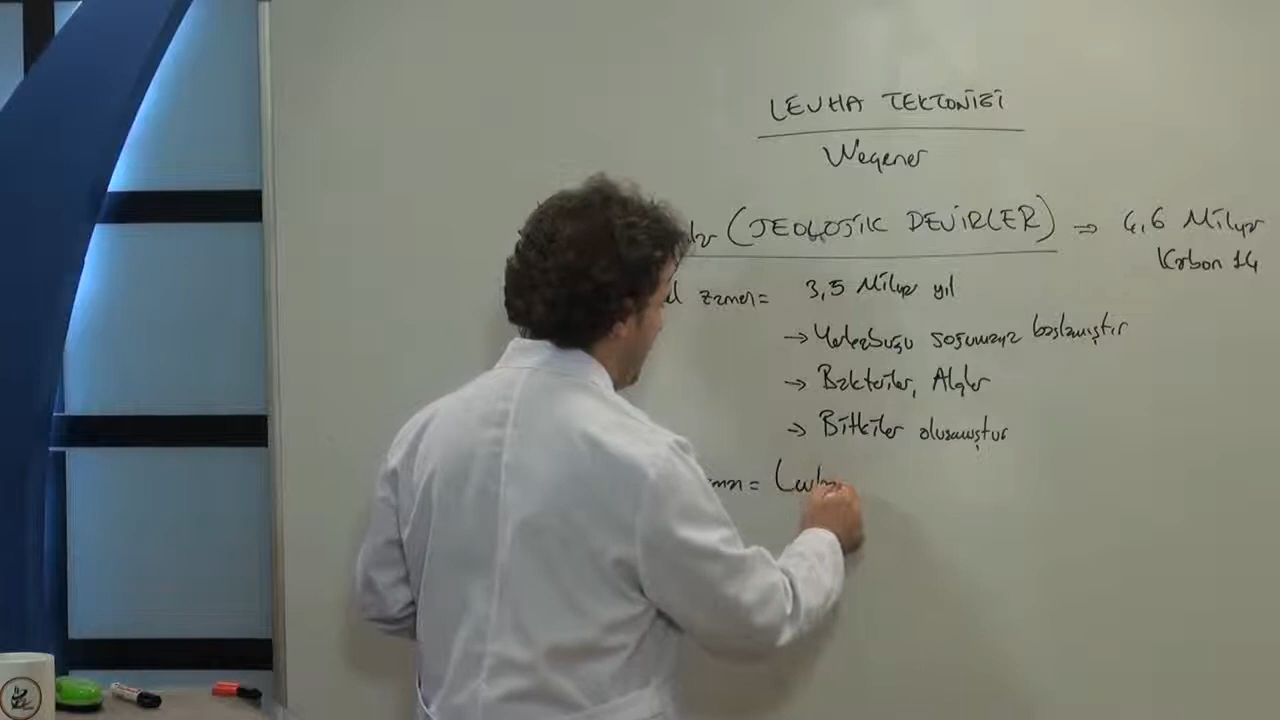 LEVHA TEKTONİĞİ
Wegener
(JEOLOJİK DEVİRLER) ⇒ 4,6 Milyar
Karbon 14
zaman = 3,5 Milyar yıl
→ Yerkabuğu soğumaya başlamıştır
→ Bakteriler, Algler
→ Bitkiler oluşmuştur
= Levha